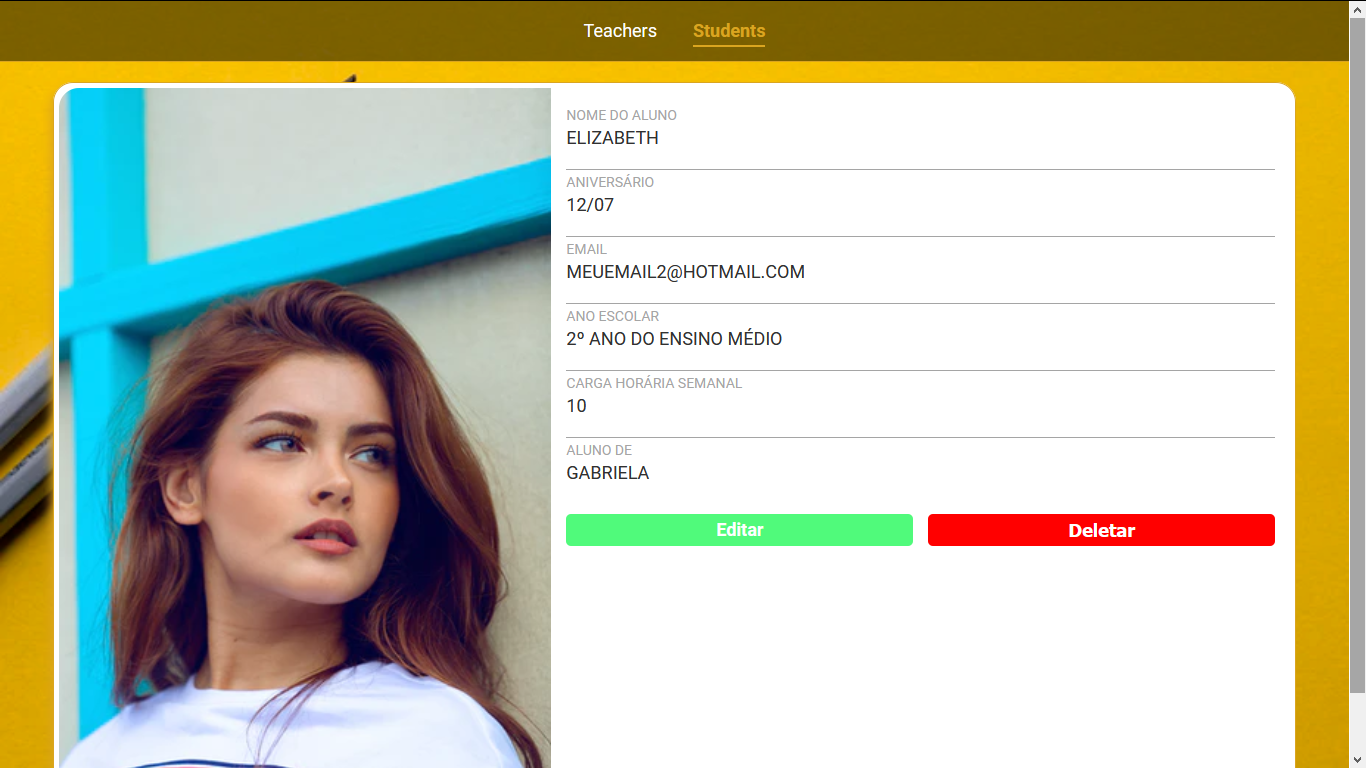 Teachers
Students
NOME DO ALUNO
ELIZABETH
ANIVERSÁRIO
12/07
EMAIL
MEUEMAIL2@HOTMAIL.COM
ANO ESCOLAR
2º ANO DO ENSINO MÉDIO
CARGA HORÁRIA SEMANAL
10
ALUNO DE
GABRIELA
Editar
Deletar